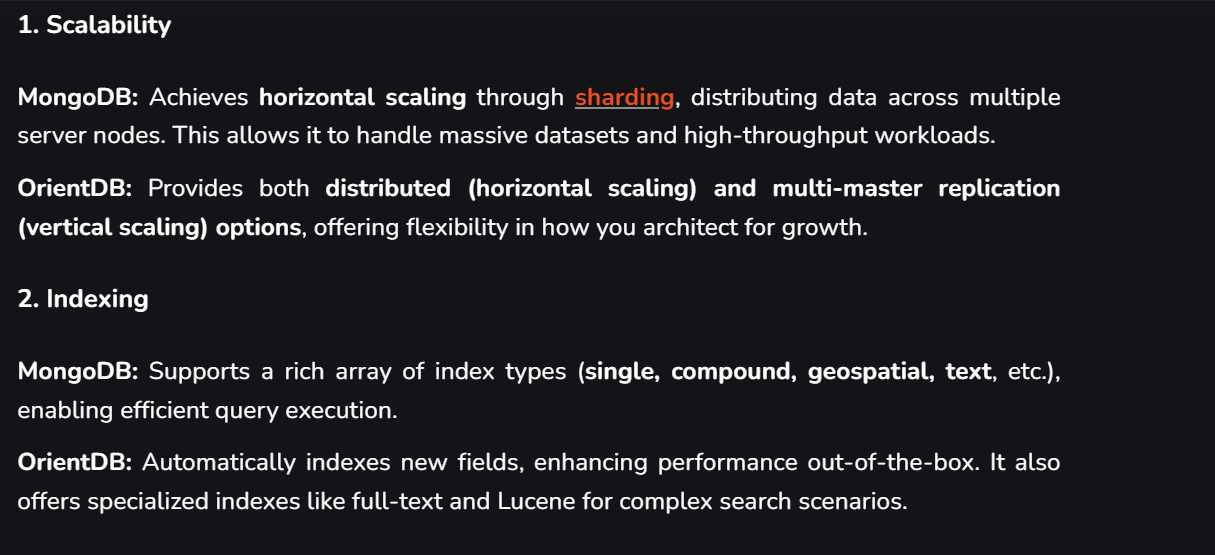 1. Scalability
MongoDB: Achieves horizontal scaling through sharding, distributing data across multiple
server nodes. This allows it to handle massive datasets and high-throughput workloads.
OrientDB: Provides both distributed (horizontal scaling) and multi-master replication
(vertical scaling) options, offering flexibility in how you architect for growth.
2. Indexing
MongoDB: Supports a rich array of index types (single, compound, geospatial, text, etc.),
enabling efficient query execution.
OrientDB: Automatically indexes new fields, enhancing performance out-of-the-box. It also
offers specialized indexes like full-text and Lucene for complex search scenarios.